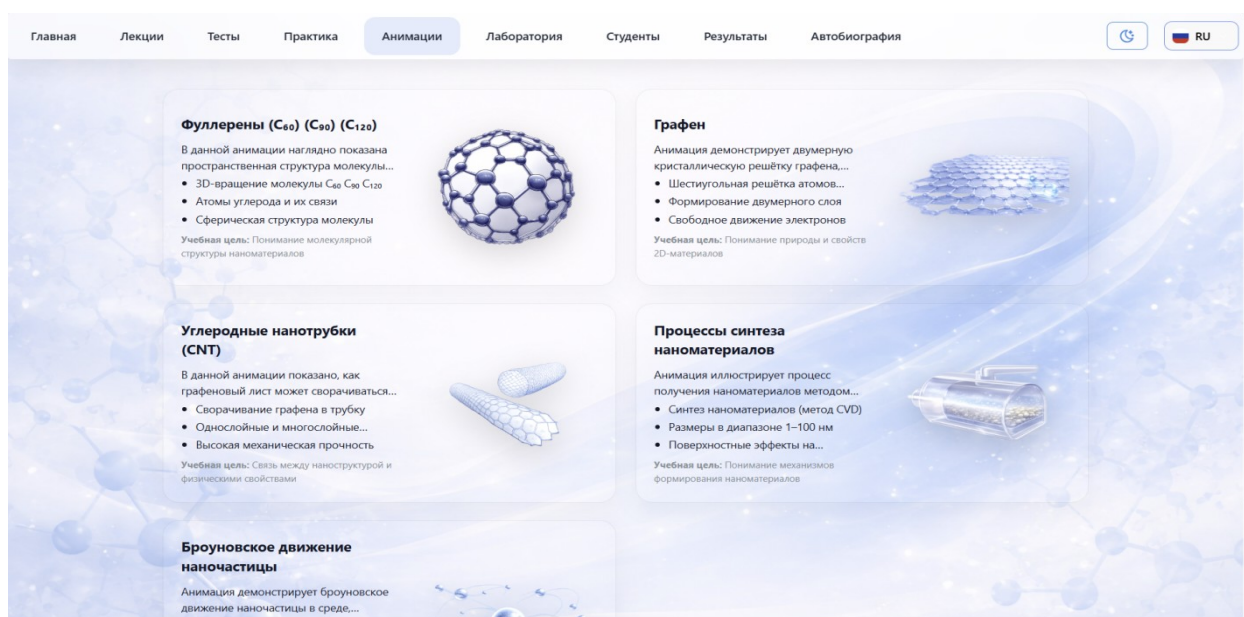 Главная Лекции Тесты Практика Анимации Лаборатория Студенты Результаты Автобиография RU
Фуллерены (C₆₀) (C₉₀) (C₁₂₀)
В данной анимации наглядно показана
пространственная структура молекулы...
• 3D-вращение молекулы C₆₀ C₉₀ C₁₂₀
• Атомы углерода и их связи
• Сферическая структура молекулы
Учебная цель: Понимание молекулярной
структуры наноматериалов
Графен
Анимация демонстрирует двумерную
кристаллическую решётку графена,...
• Шестиугольная решётка атомов...
• Формирование двумерного слоя
• Свободное движение электронов
Учебная цель: Понимание природы и свойств
2D-материалов
Углеродные нанотрубки
(CNT)
В данной анимации показано, как
графеновый лист может сворачиваться...
• Сворачивание графена в трубку
• Однослойные и многослойные...
• Высокая механическая прочность
Учебная цель: Связь между наноструктурой и
физическими свойствами
Процессы синтеза
наноматериалов
Анимация иллюстрирует процесс
получения наноматериалов методом...
• Синтез наноматериалов (метод CVD)
• Размеры в диапазоне 1–100 нм
• Поверхностные эффекты на...
Учебная цель: Понимание механизмов
формирования наноматериалов
Броуновское движение
наночастицы
Анимация демонстрирует броуновское
движение наночастицы в среде,...